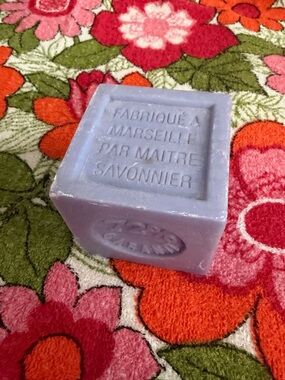 FABRIQUÉ A
MARSEILLE
PAR MAITRE
SAVONNIER